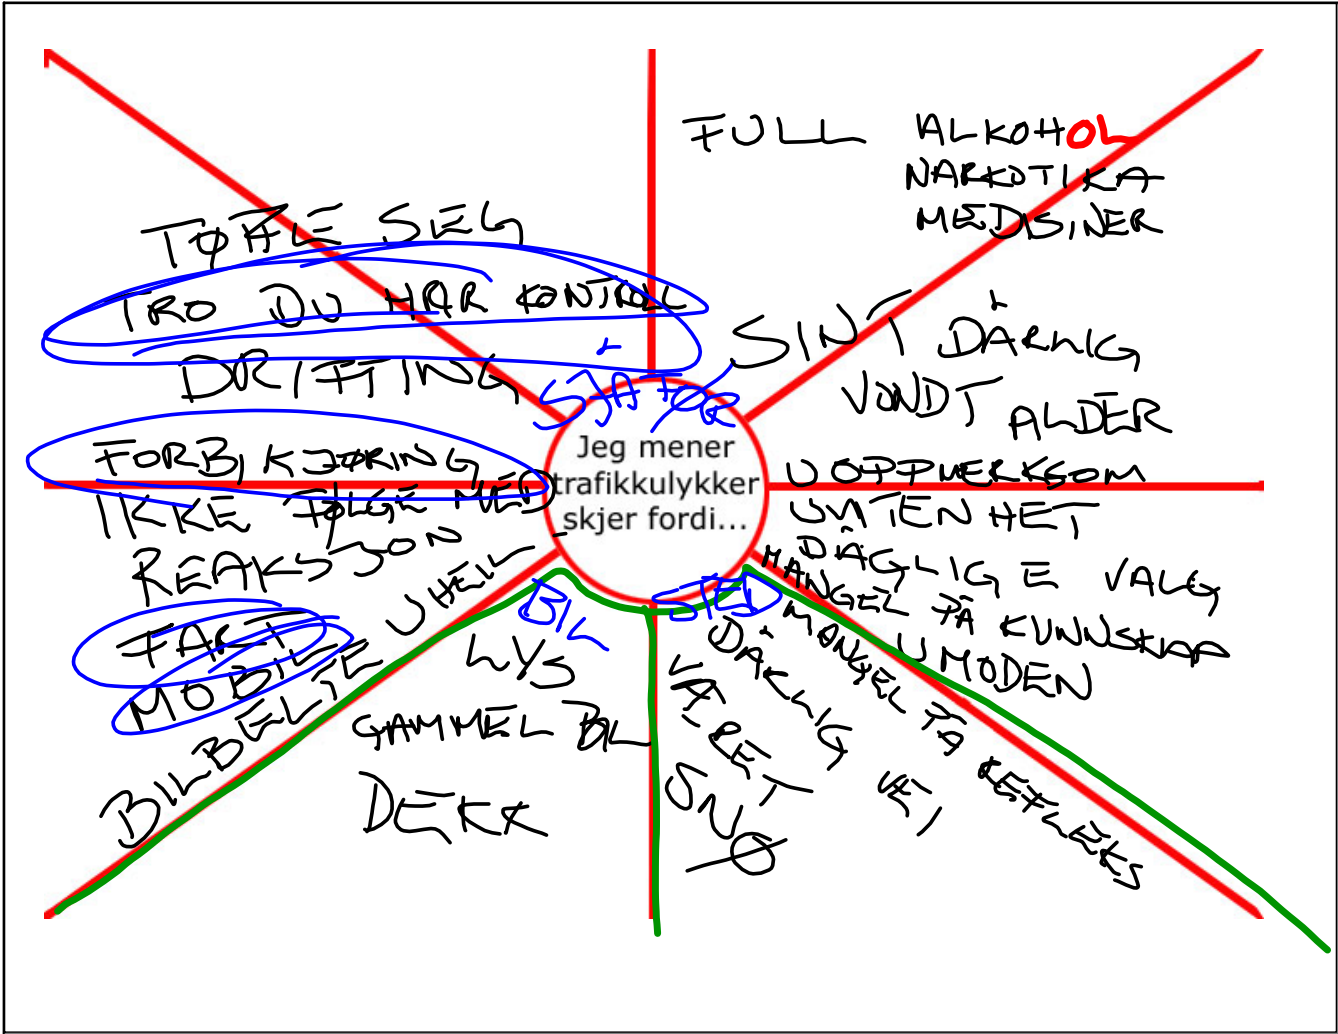 FULL ALKOHOL
NARKOTIKA
MEDISINER
TØFFE SEG
TRO DU HAR KONTROLL
DRIFTING
FORBIKJØRING
IKKE FØLGE MED
REAKSJON
FART
MOBIL
BILBELTE UHELL
SJÅFØR
Jeg mener
trafikkulykker
skjer fordi...
BIL
STED
SINT DÅRLIG
VONDT ALDER
UOPPMERKSOM
UVITENHET
DÅGLIGE VALG
MANGEL PÅ KUNNSKAP
UMODEN
MANGEL PÅ REFLEKS
LYS
GAMMEL BIL
DEKK
VÆRET
SNØ
DÅRLIG VEI